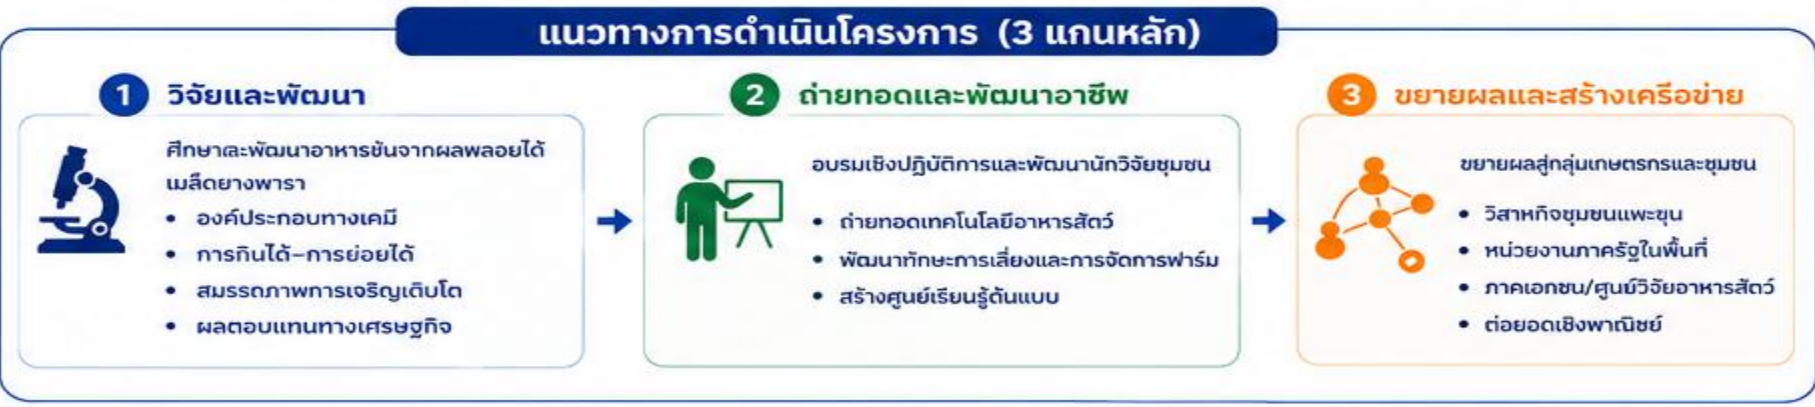 แนวทางการดำเนินโครงการ (3 แกนหลัก)
1 วิจัยและพัฒนา
ศึกษาและพัฒนาอาหารข้นจากผลพลอยได้
เมล็ดยางพารา
• องค์ประกอบทางเคมี
• การกินได้-การย่อยได้
• สมรรถภาพการเจริญเติบโต
• ผลตอบแทนทางเศรษฐกิจ
2 ถ่ายทอดและพัฒนาอาชีพ
อบรมเชิงปฏิบัติการและพัฒนานักวิจัยชุมชน
• ถ่ายทอดเทคโนโลยีอาหารสัตว์
• พัฒนาทักษะการเลี้ยงและการจัดการฟาร์ม
• สร้างศูนย์เรียนรู้ต้นแบบ
3 ขยายผลและสร้างเครือข่าย
ขยายผลสู่กลุ่มเกษตรกรและชุมชน
• วิสาหกิจชุมชนแพะขุน
• หน่วยงานภาครัฐในพื้นที่
• ภาคเอกชน/ศูนย์วิจัยอาหารสัตว์
• ต่อยอดเชิงพาณิชย์